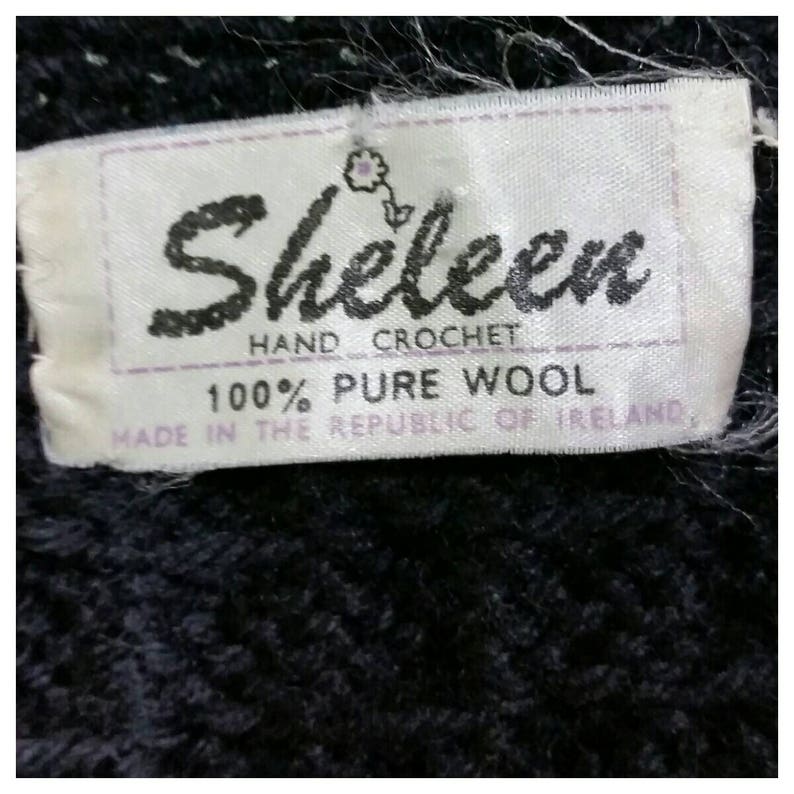 Sheleen
HAND CROCHET
100% PURE WOOL
MADE IN THE REPUBLIC OF IRELAND.